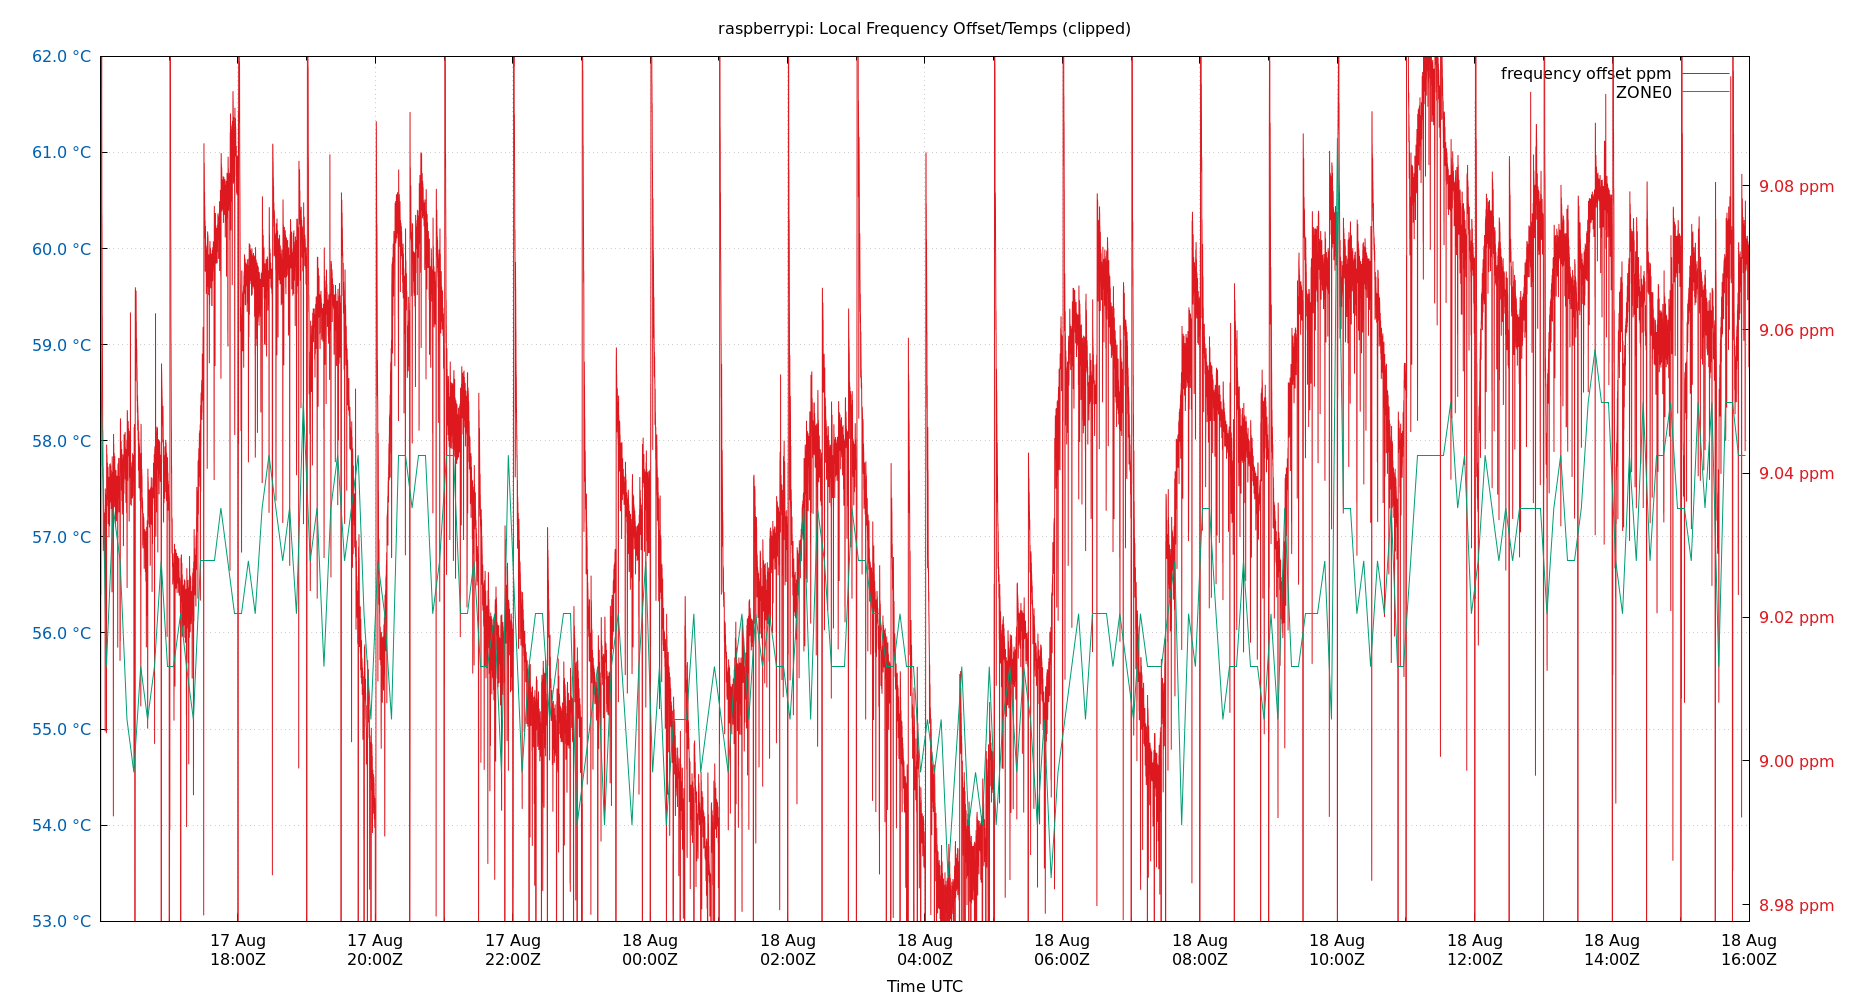 raspberrypi: Local Frequency Offset/Temps (clipped)
62.0 °C
61.0 °C
60.0 °C
59.0 °C
58.0 °C
57.0 °C
56.0 °C
55.0 °C
54.0 °C
53.0 °C
frequency offset ppm
ZONE0
9.08 ppm
9.06 ppm
9.04 ppm
9.02 ppm
9.00 ppm
8.98 ppm
17 Aug
18:00Z
17 Aug
20:00Z
17 Aug
22:00Z
18 Aug
00:00Z
18 Aug
02:00Z
18 Aug
04:00Z
18 Aug
06:00Z
18 Aug
08:00Z
18 Aug
10:00Z
18 Aug
12:00Z
18 Aug
14:00Z
18 Aug
16:00Z
Time UTC